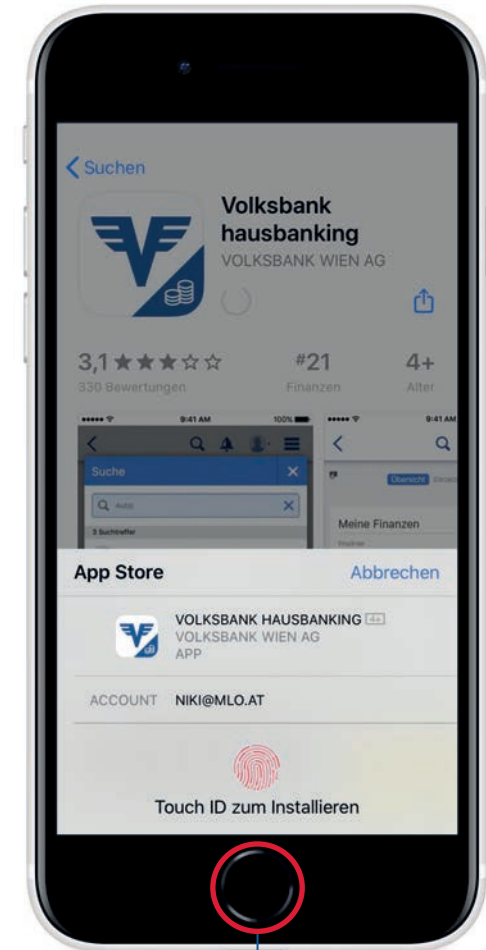 Suchen
Volksbank
hausbanking
VOLKSBANK WIEN AG
3,1 ★★★☆☆ #21 4+
330 Bewertungen Finanzen Alter
9:41 AM 100% 9:41 AM
Suche
Übersicht
3 Suchtreffer
Meine Finanzen
App Store Abbrechen
VOLKSBANK HAUSBANKING 4+
VOLKSBANK WIEN AG
APP
ACCOUNT NIKI@MLO.AT
Touch ID zum Installieren